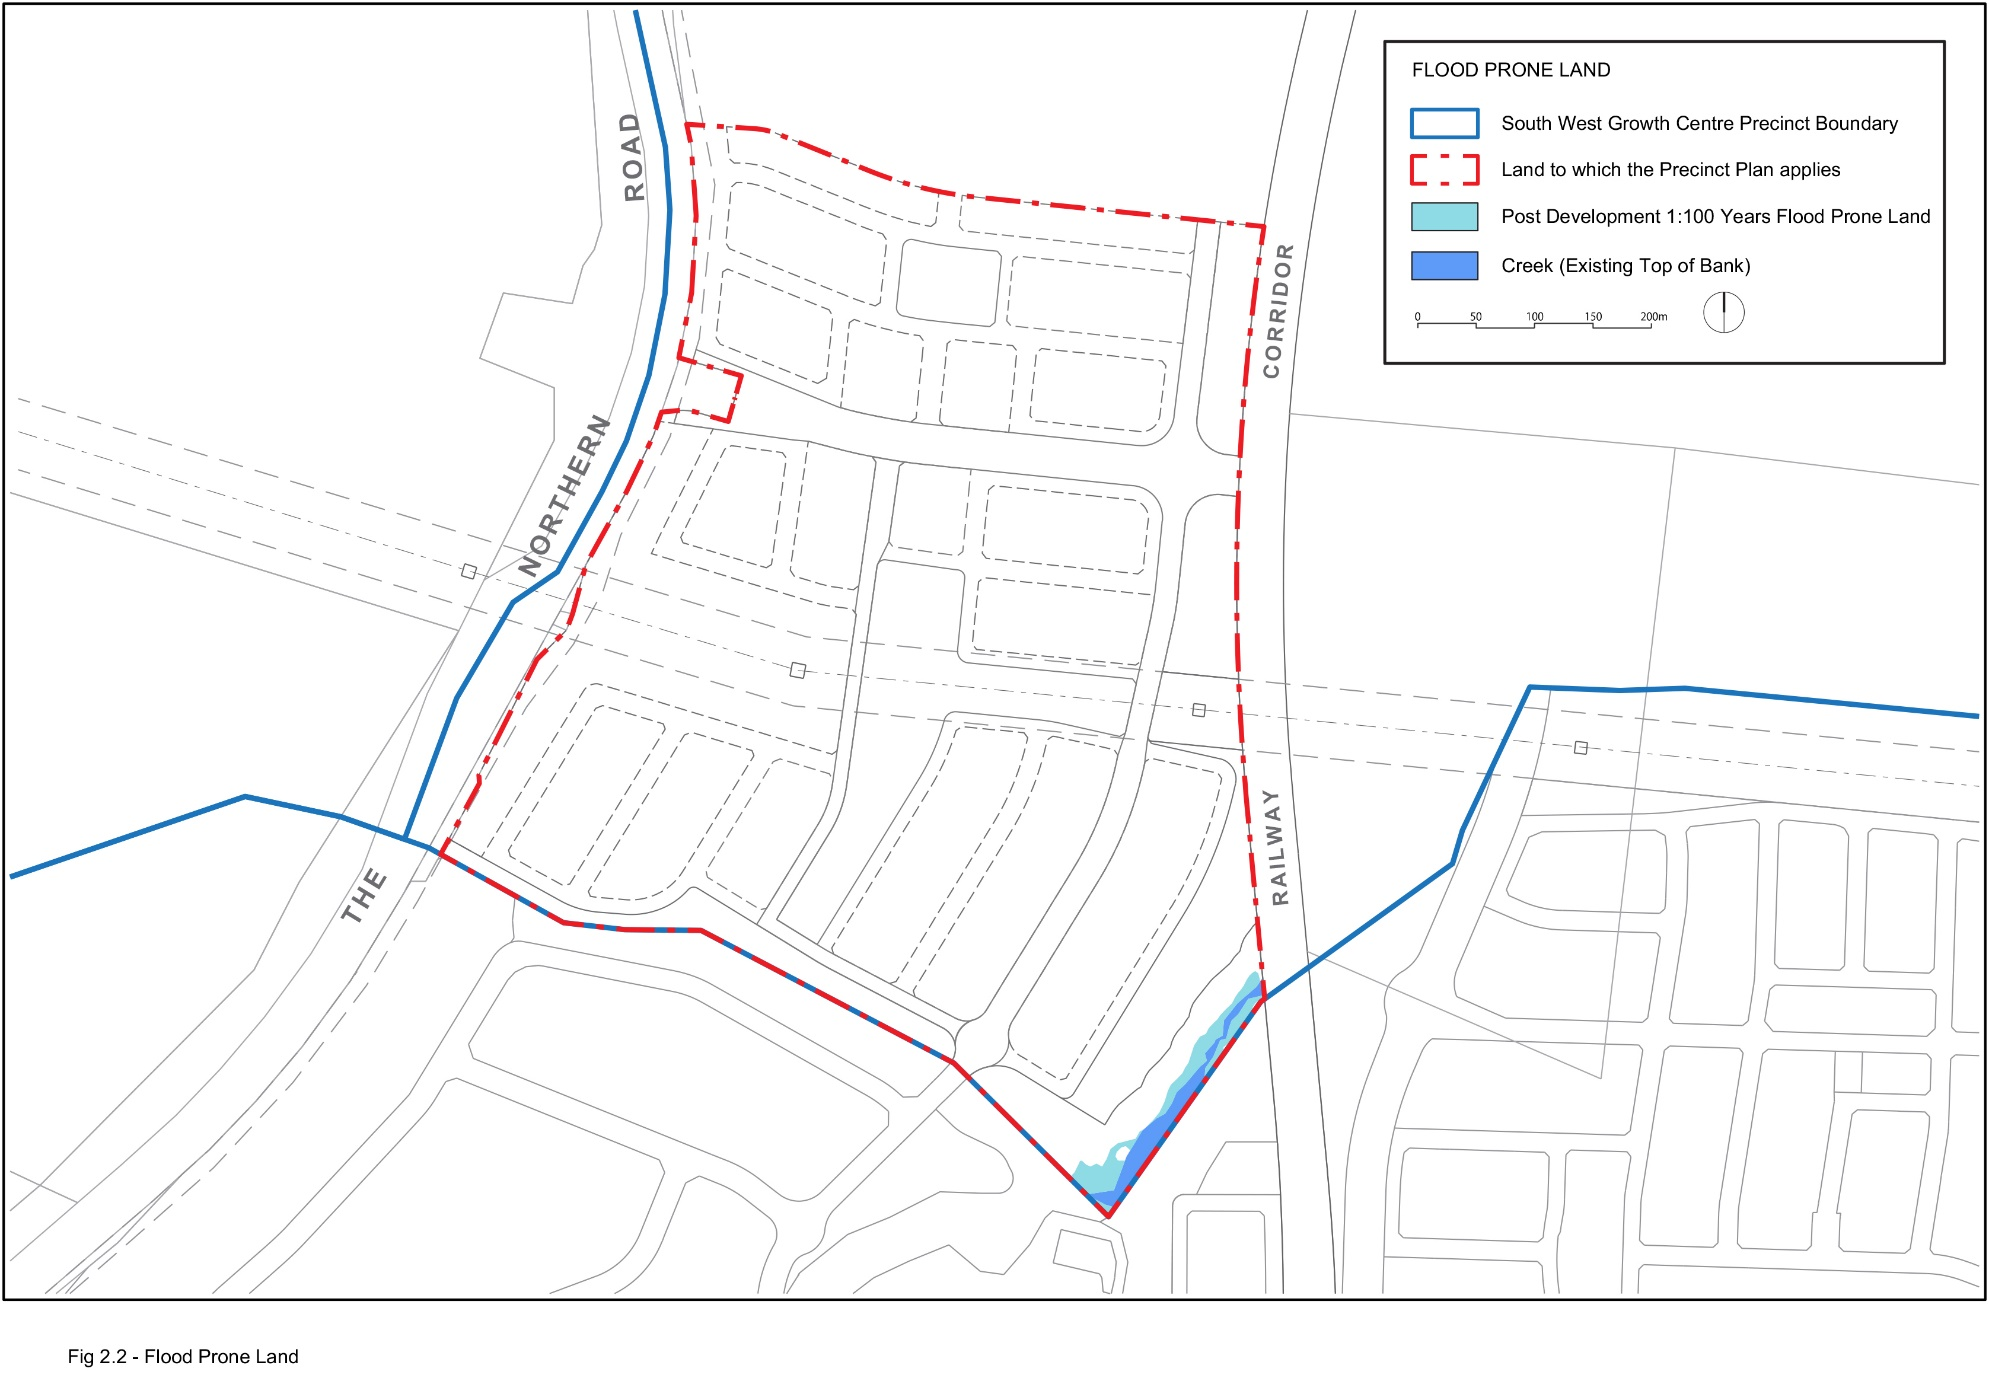 FLOOD PRONE LAND
South West Growth Centre Precinct Boundary
Land to which the Precinct Plan applies
Post Development 1:100 Years Flood Prone Land
Creek (Existing Top of Bank)
0 50 100 150 200m
THE NORTHERN ROAD
RAILWAY CORRIDOR
Fig 2.2 - Flood Prone Land